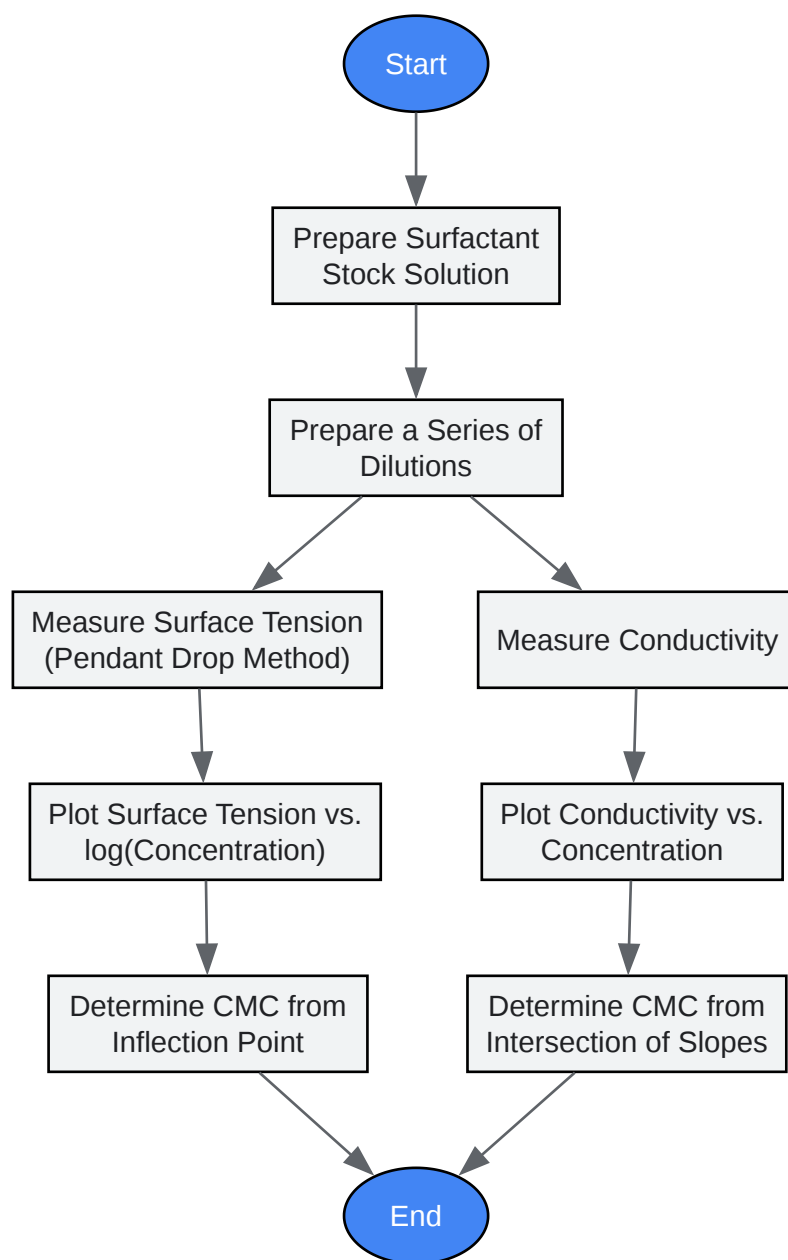 Start
Prepare Surfactant
Stock Solution
Prepare a Series of
Dilutions
Measure Surface Tension
(Pendant Drop Method)
Measure Conductivity
Plot Surface Tension vs.
log(Concentration)
Plot Conductivity vs.
Concentration
Determine CMC from
Inflection Point
Determine CMC from
Intersection of Slopes
End